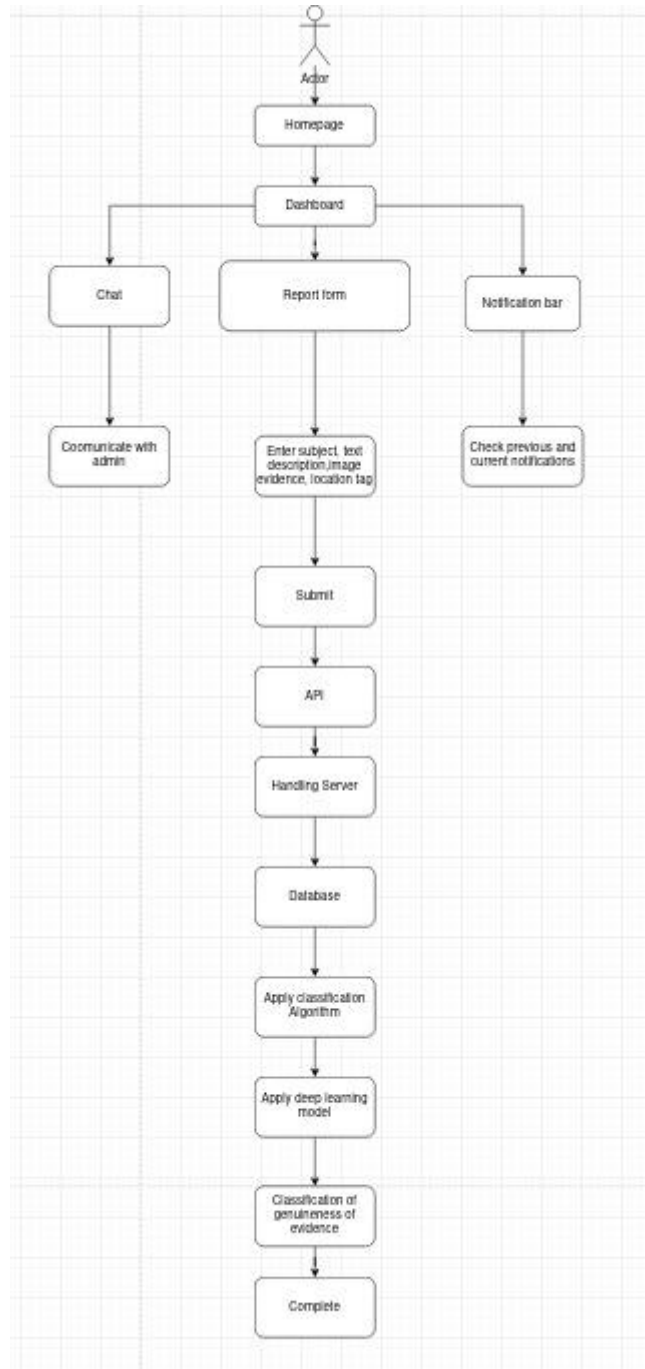 Actor
Homepage
Dashboard
Chat
Report form
Notification bar
Coomunicate with
admin
Enter subject, text
description,image
evidence, location tag
Check previous and
current notifications
Submit
API
Handling Server
Database
Apply classification
Algorithm
Apply deep learning
model
Classification of
genuineness of
evidence
Complete